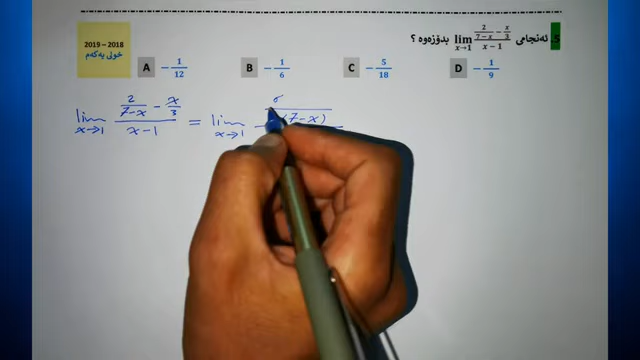 5. ئەنجامی lim x→1 (2/(7−x) − x/3)/(x−1) بدۆزەوە ؟
2018 – 2019
خولی یەکەم
A −1/12 B −1/6 C −5/18 D −1/9
lim x→1 (2/(7−x) − x/3)/(x−1) = lim x→1 6 (7−x)